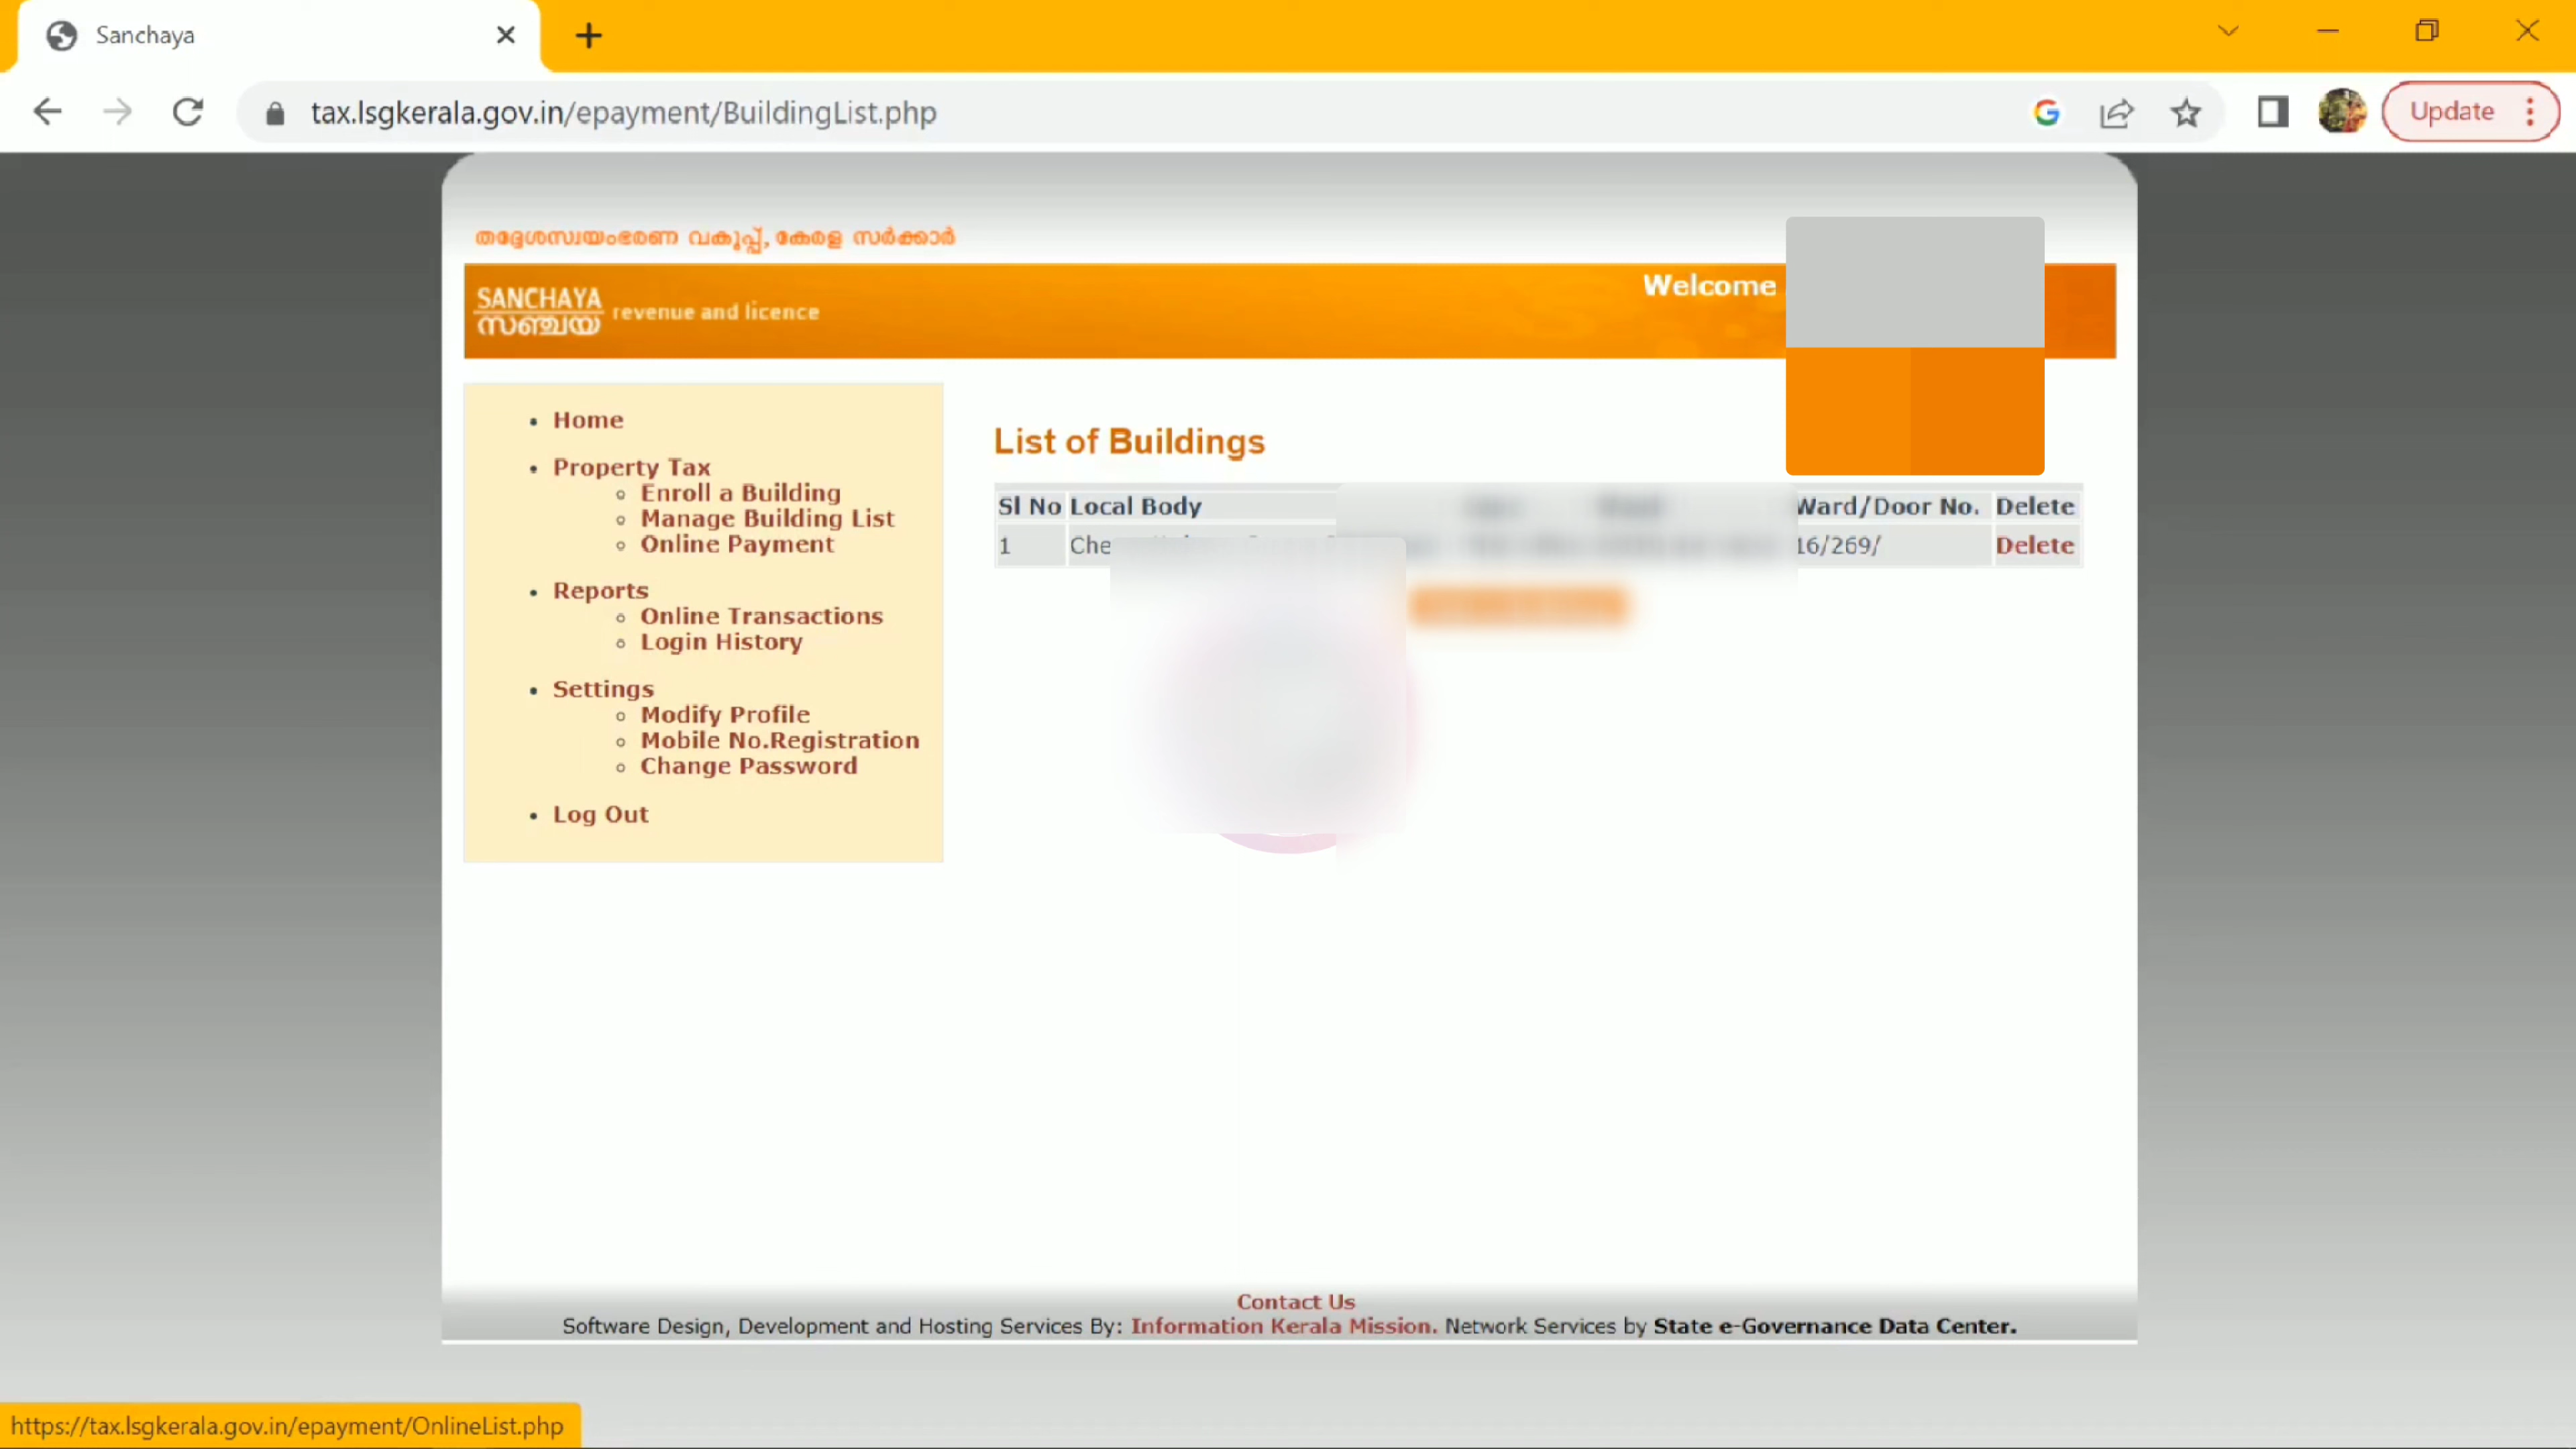 Sanchaya
tax.lsgkerala.gov.in/epayment/BuildingList.php
Update
തദ്ദേശസ്വയംഭരണ വകുപ്പ്, കേരള സർക്കാർ
SANCHAYA
സഞ്ചയ
revenue and licence
Welcome
Home
Property Tax
Enroll a Building
Manage Building List
Online Payment
Reports
Online Transactions
Login History
Settings
Modify Profile
Mobile No.Registration
Change Password
Log Out
List of Buildings
Sl No Local Body Ward/Door No. Delete
1 16/269/ Delete
Contact Us
Software Design, Development and Hosting Services By: Information Kerala Mission. Network Services by State e-Governance Data Center.
https://tax.lsgkerala.gov.in/epayment/OnlineList.php